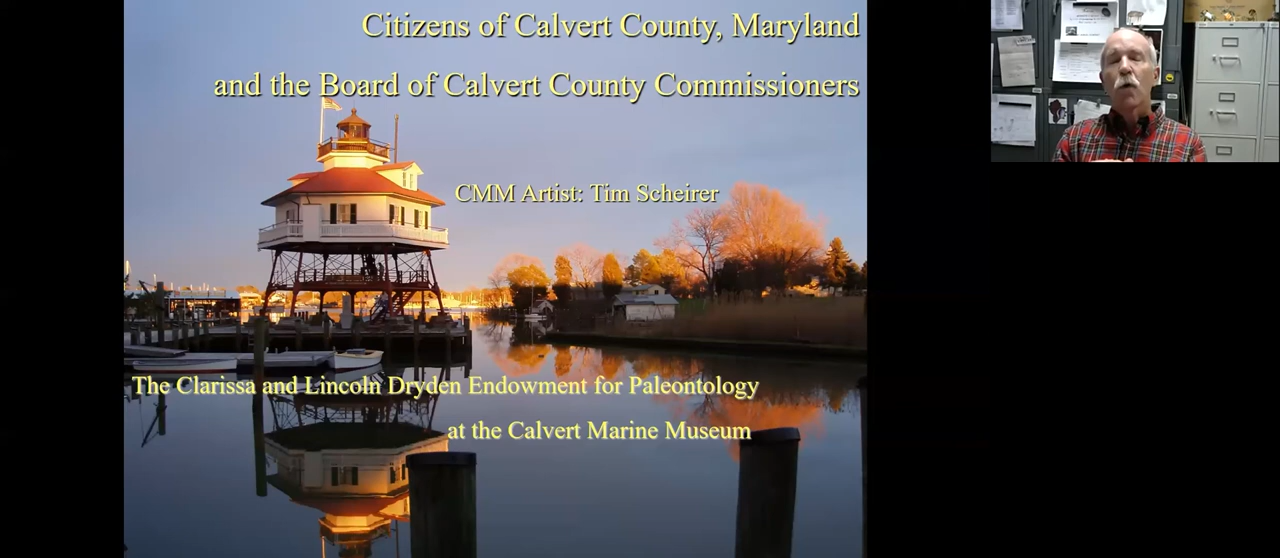 Citizens of Calvert County, Maryland
and the Board of Calvert County Commissioners
CMM Artist: Tim Scheirer
The Clarissa and Lincoln Dryden Endowment for Paleontology
at the Calvert Marine Museum